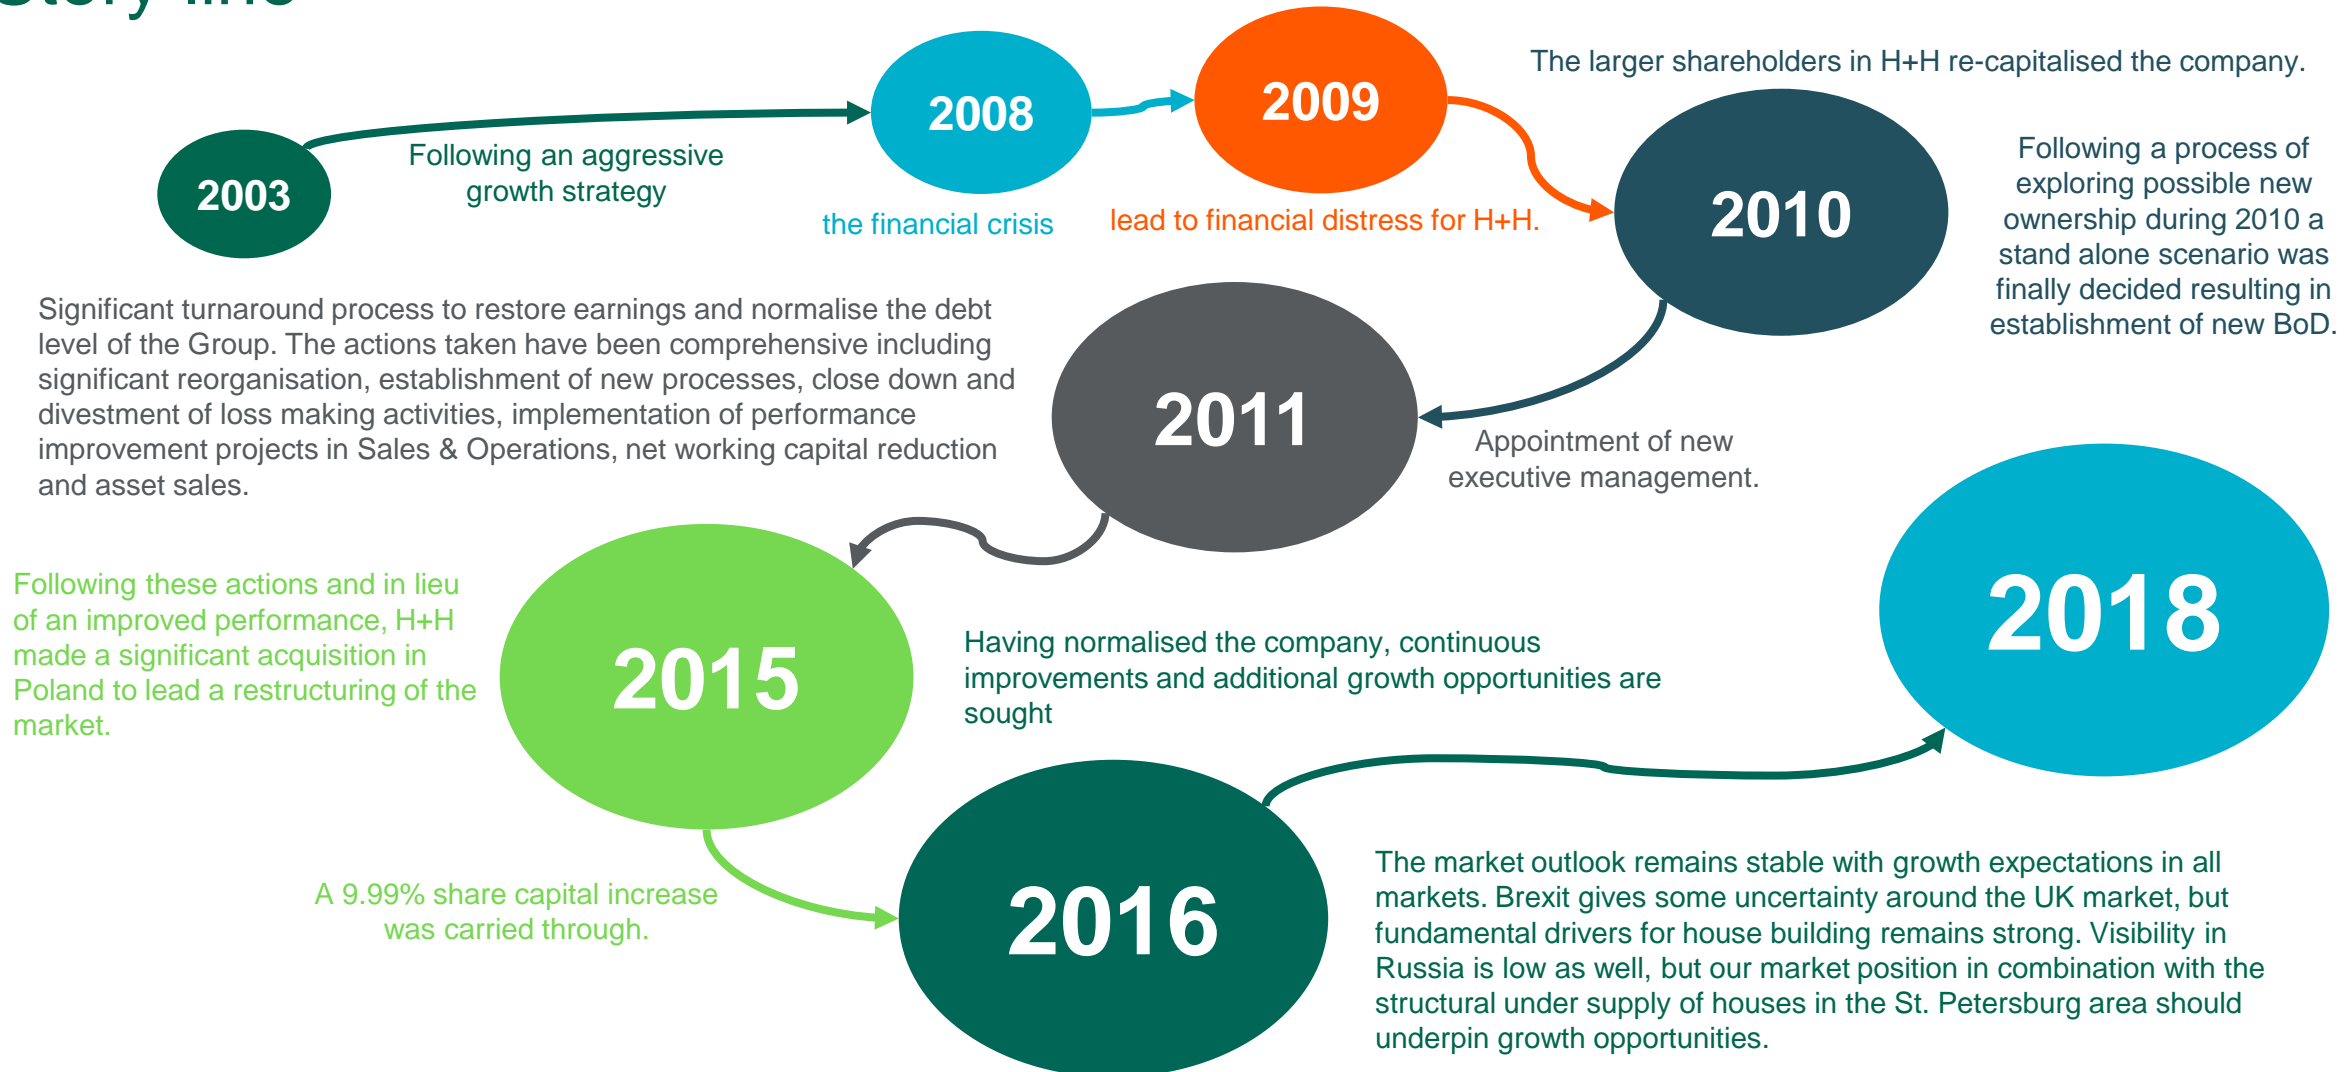 Story line
2003
Following an aggressive
growth strategy
2008
the financial crisis
2009
lead to financial distress for H+H.
The larger shareholders in H+H re-capitalised the company.
2010
Following a process of
exploring possible new
ownership during 2010 a
stand alone scenario was
finally decided resulting in
establishment of new BoD.
Appointment of new
executive management.
2011
Significant turnaround process to restore earnings and normalise the debt
level of the Group. The actions taken have been comprehensive including
significant reorganisation, establishment of new processes, close down and
divestment of loss making activities, implementation of performance
improvement projects in Sales & Operations, net working capital reduction
and asset sales.
Following these actions and in lieu
of an improved performance, H+H
made a significant acquisition in
Poland to lead a restructuring of the
market.
2015
A 9.99% share capital increase
was carried through.
Having normalised the company, continuous
improvements and additional growth opportunities are
sought
2016
2018
The market outlook remains stable with growth expectations in all
markets. Brexit gives some uncertainty around the UK market, but
fundamental drivers for house building remains strong. Visibility in
Russia is low as well, but our market position in combination with the
structural under supply of houses in the St. Petersburg area should
underpin growth opportunities.